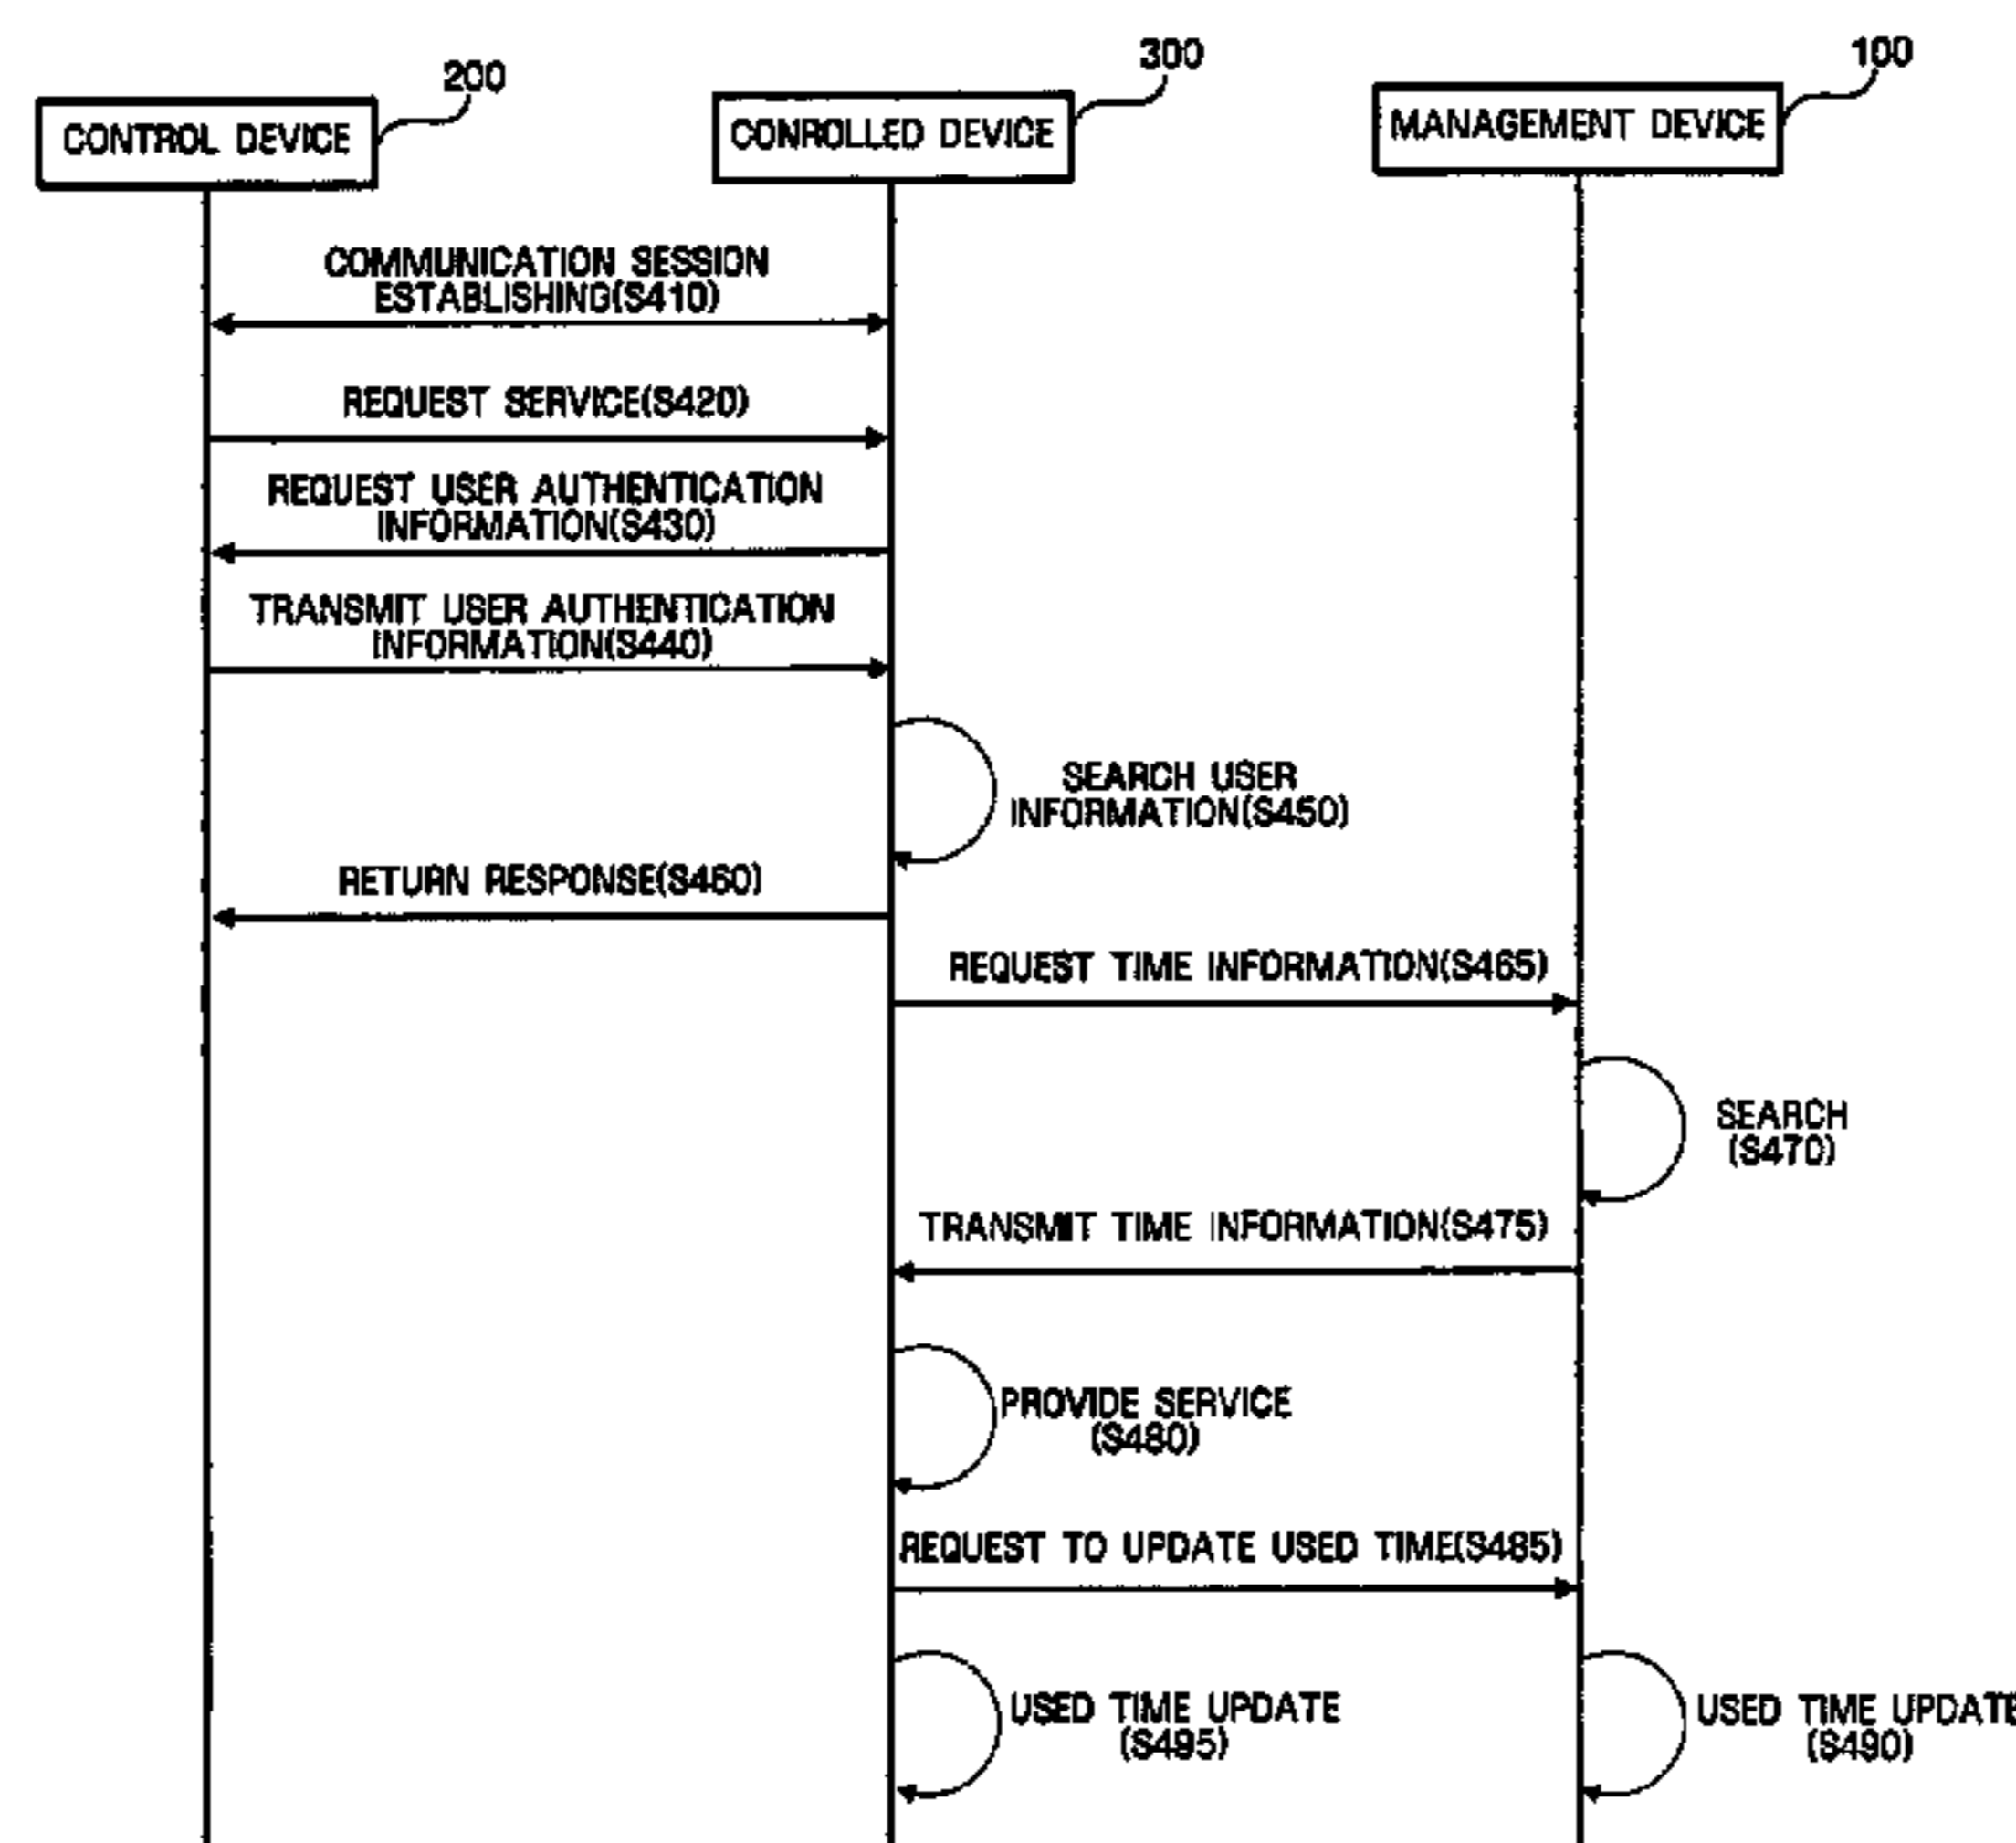 200
300
100
CONTROL DEVICE
CONROLLED DEVICE
MANAGEMENT DEVICE
COMMUNICATION SESSION
ESTABLISHING(S410)
REQUEST SERVICE(S420)
REQUEST USER AUTHENTICATION
INFORMATION(S430)
TRANSMIT USER AUTHENTICATION
INFORMATION(S440)
SEARCH USER
INFORMATION(S450)
RETURN RESPONSE(S460)
REQUEST TIME INFORMATION(S465)
SEARCH
(S470)
TRANSMIT TIME INFORMATION(S475)
PROVIDE SERVICE
(S480)
REQUEST TO UPDATE USED TIME(S485)
USED TIME UPDATE
(S495)
USED TIME UPDATE
(S490)